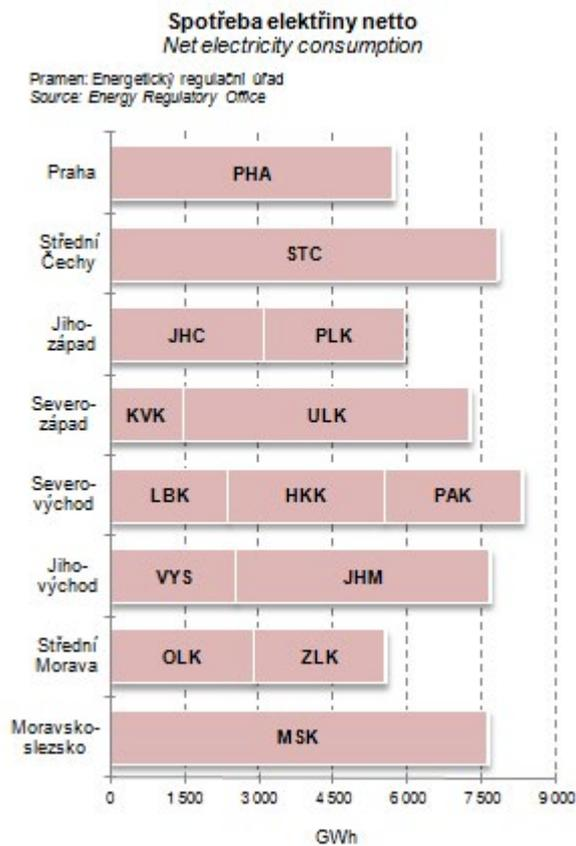 Spotřeba elektřiny netto
Net electricity consumption
Pramen: Energetický regulační úřad
Source: Energy Regulatory Office
Praha
PHA
Střední
Čechy
STC
Jiho-
západ
JHC PLK
Severo-
západ
KVK ULK
Severo-
východ
LBK HKK PAK
Jiho-
východ
VYS JHM
Střední
Morava
OLK ZLK
Moravsko-
slezsko
MSK
0 1 500 3 000 4 500 6 000 7 500 9 000
GWh